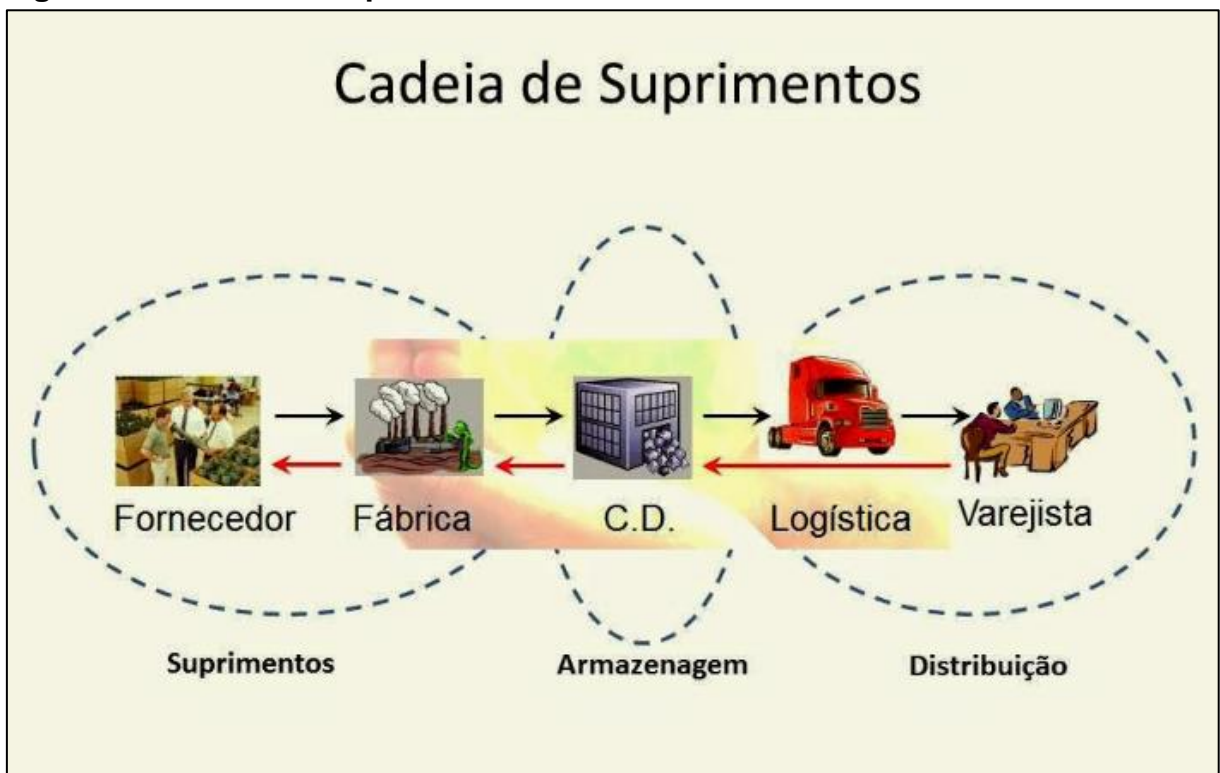 Cadeia de Suprimentos
Fornecedor Fábrica C.D. Logística Varejista
Suprimentos Armazenagem Distribuição